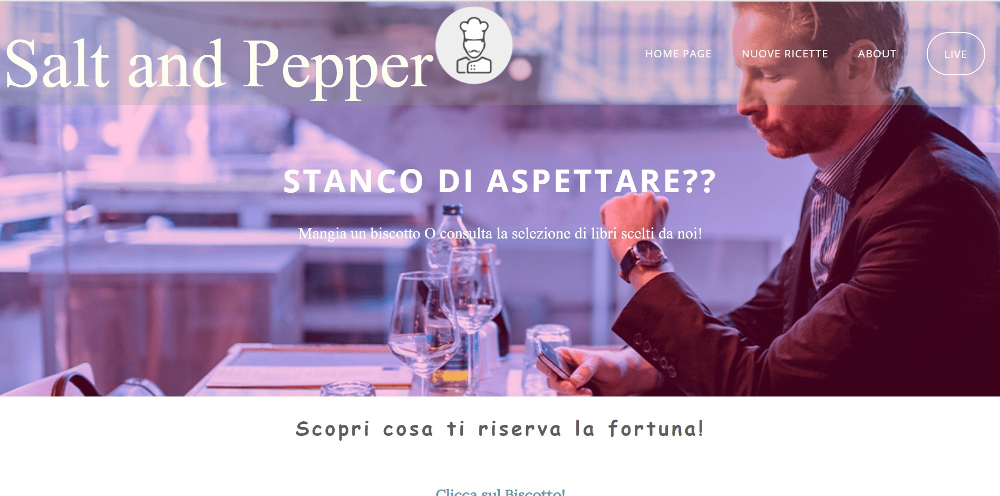 Salt and Pepper
HOME PAGE
NUOVE RICETTE
ABOUT
LIVE
STANCO DI ASPETTARE??
Mangia un biscotto O consulta la selezione di libri scelti da noi!
Scopri cosa ti riserva la fortuna!
Clicca sul Biscotto!